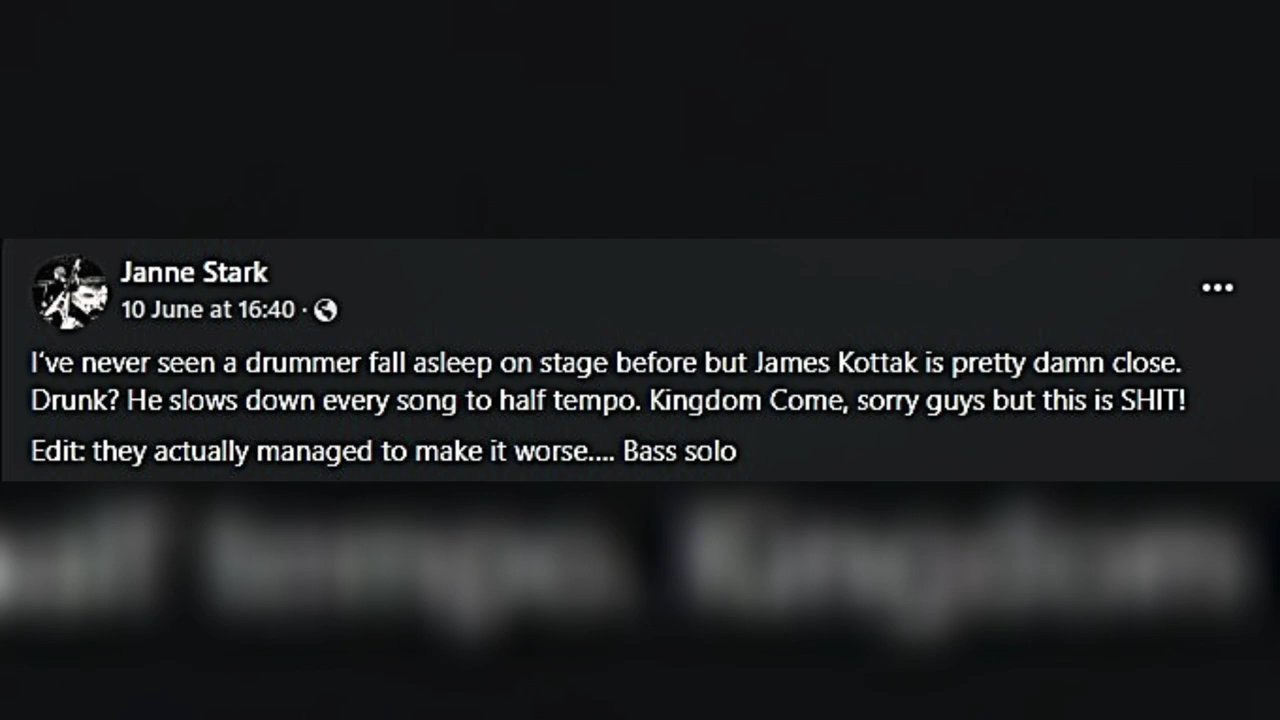 Janne Stark
10 June at 16:40 ·
I've never seen a drummer fall asleep on stage before but James Kottak is pretty damn close.
Drunk? He slows down every song to half tempo. Kingdom Come, sorry guys but this is SHIT!
Edit: they actually managed to make it worse.... Bass solo